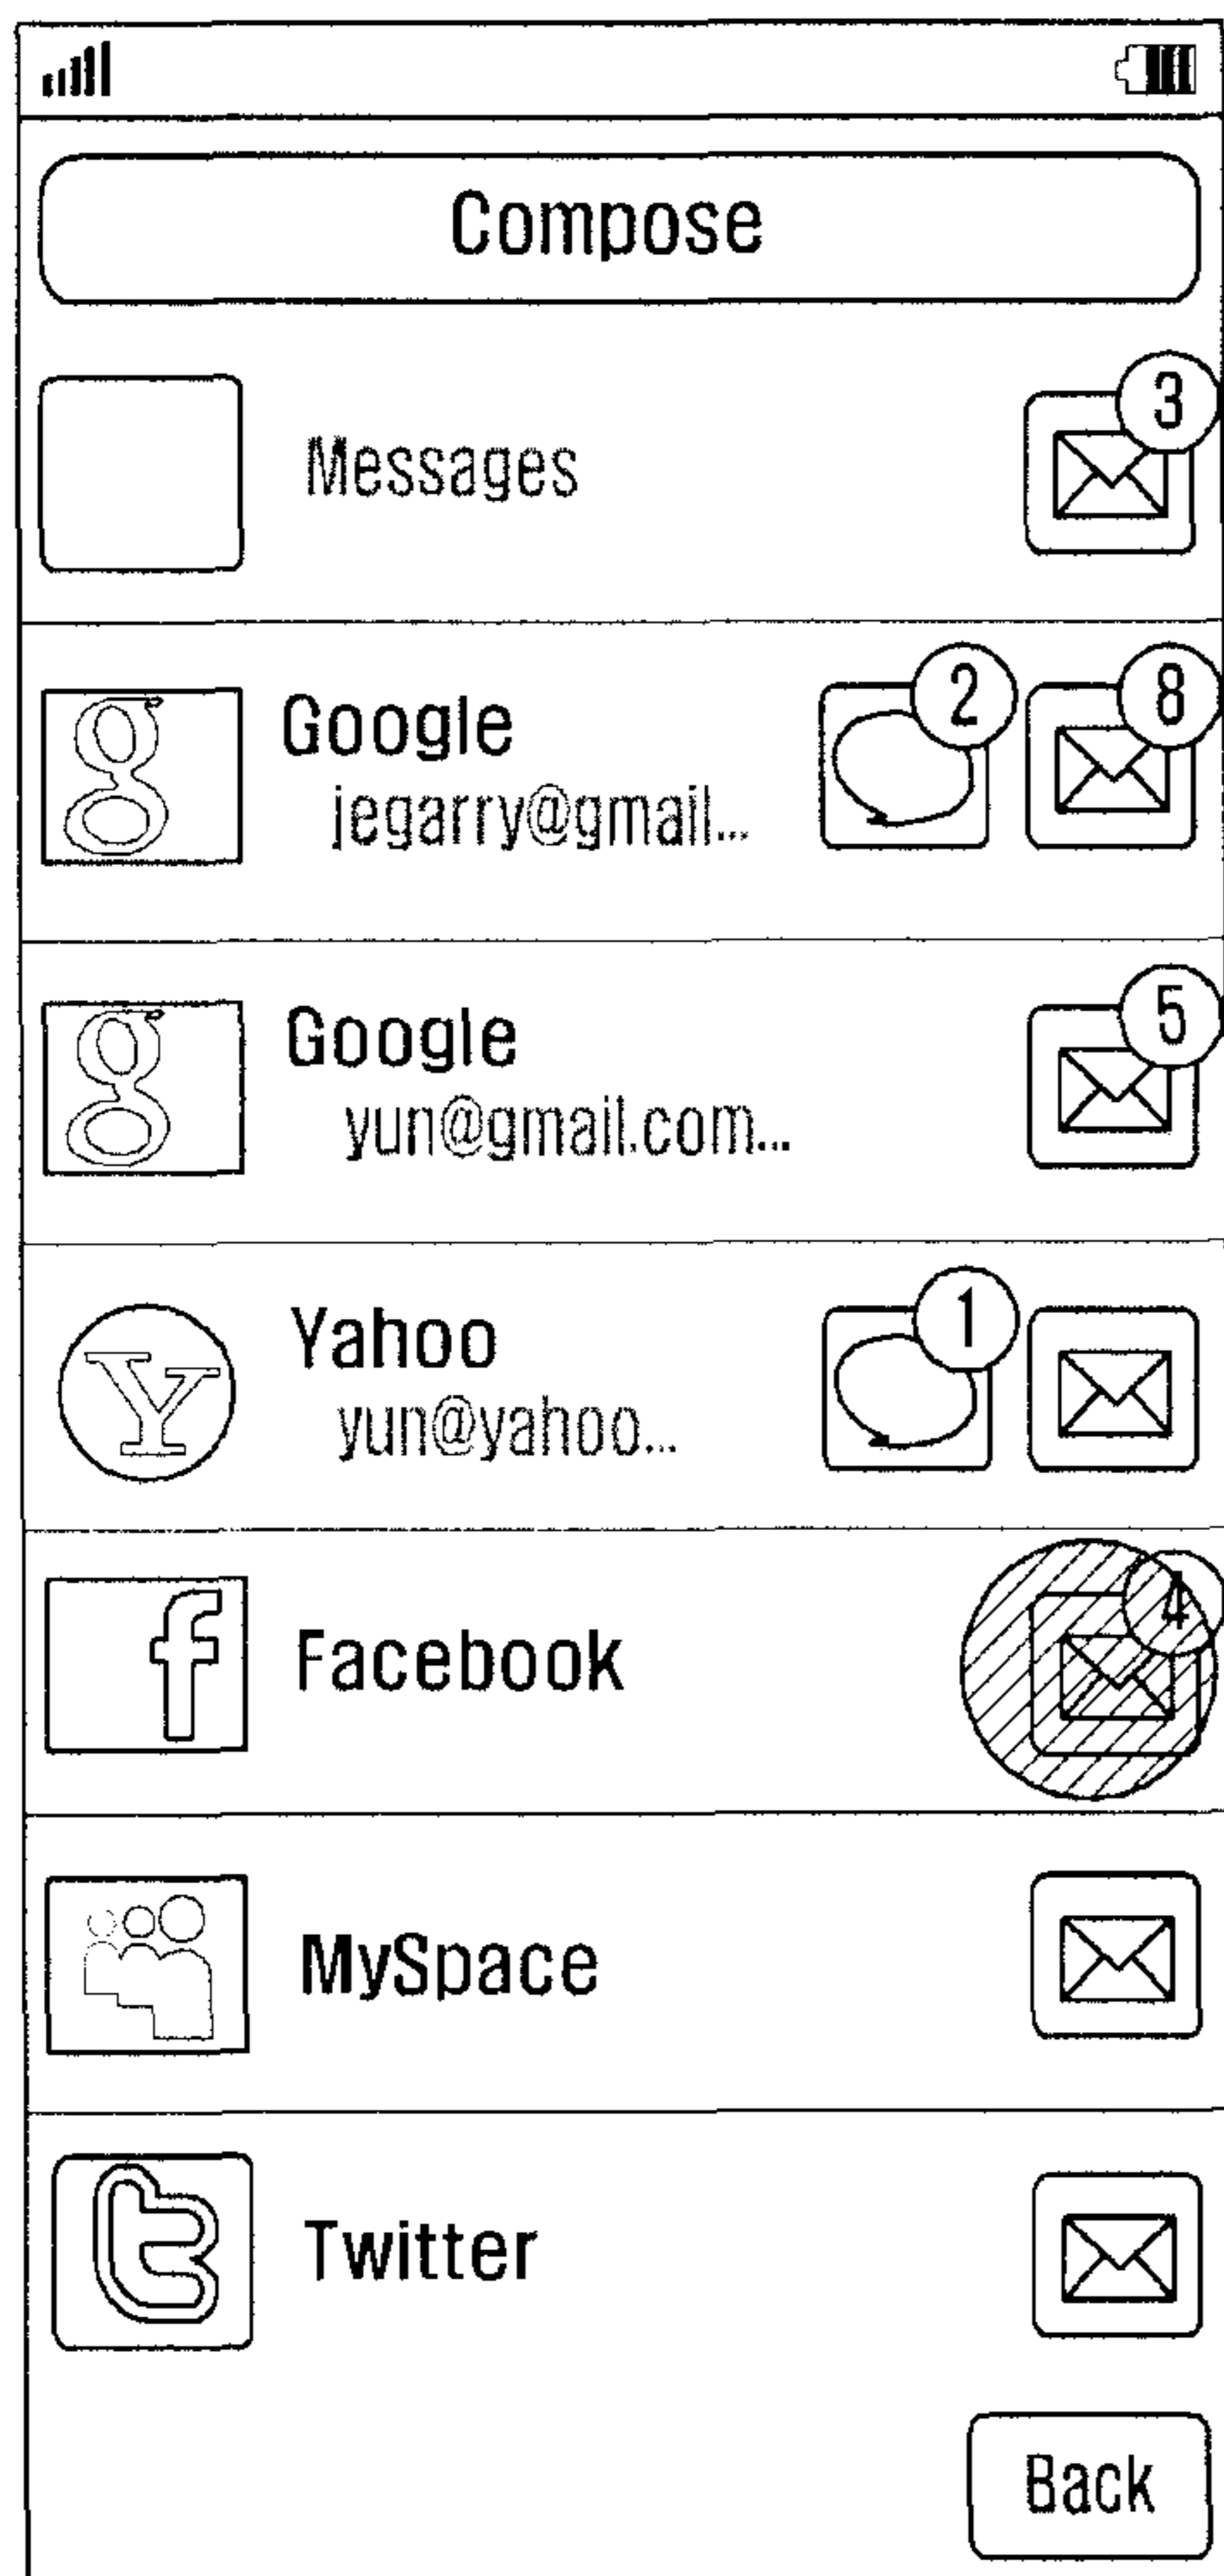 Compose
3
Messages
2 8
Google
jegarry@gmail...
5
Google
yun@gmail.com...
1
Yahoo
yun@yahoo...
4
Facebook
MySpace
Twitter
Back